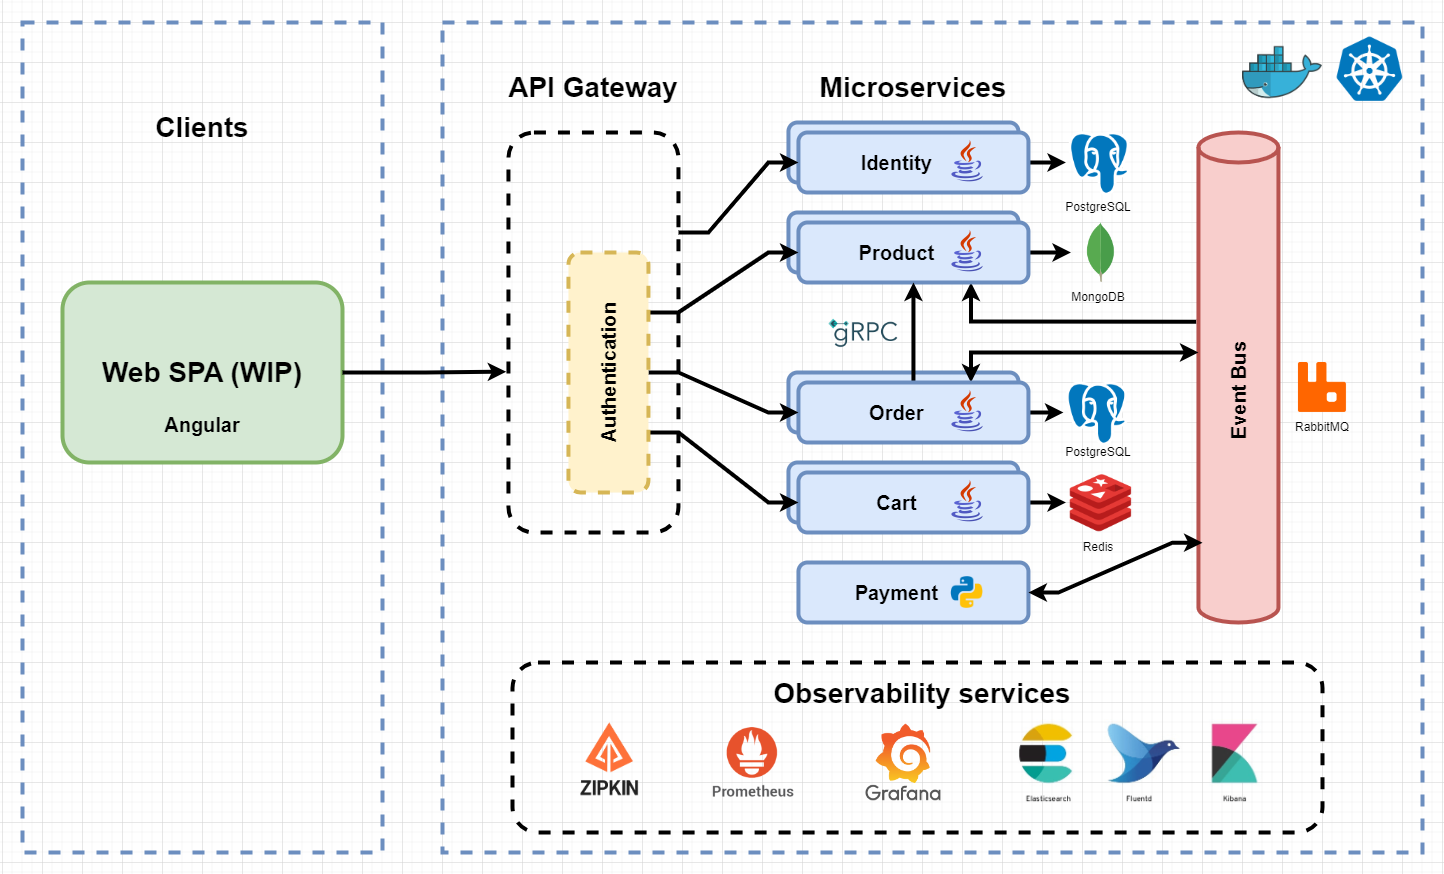 Clients
API Gateway
Microservices
Web SPA (WIP)
Angular
Authentication
Identity
PostgreSQL
Product
MongoDB
gRPC
Order
PostgreSQL
Cart
Redis
Payment
Event Bus
RabbitMQ
Observability services
ZIPKIN
Prometheus
Grafana
Elasticsearch
Fluentd
Kibana